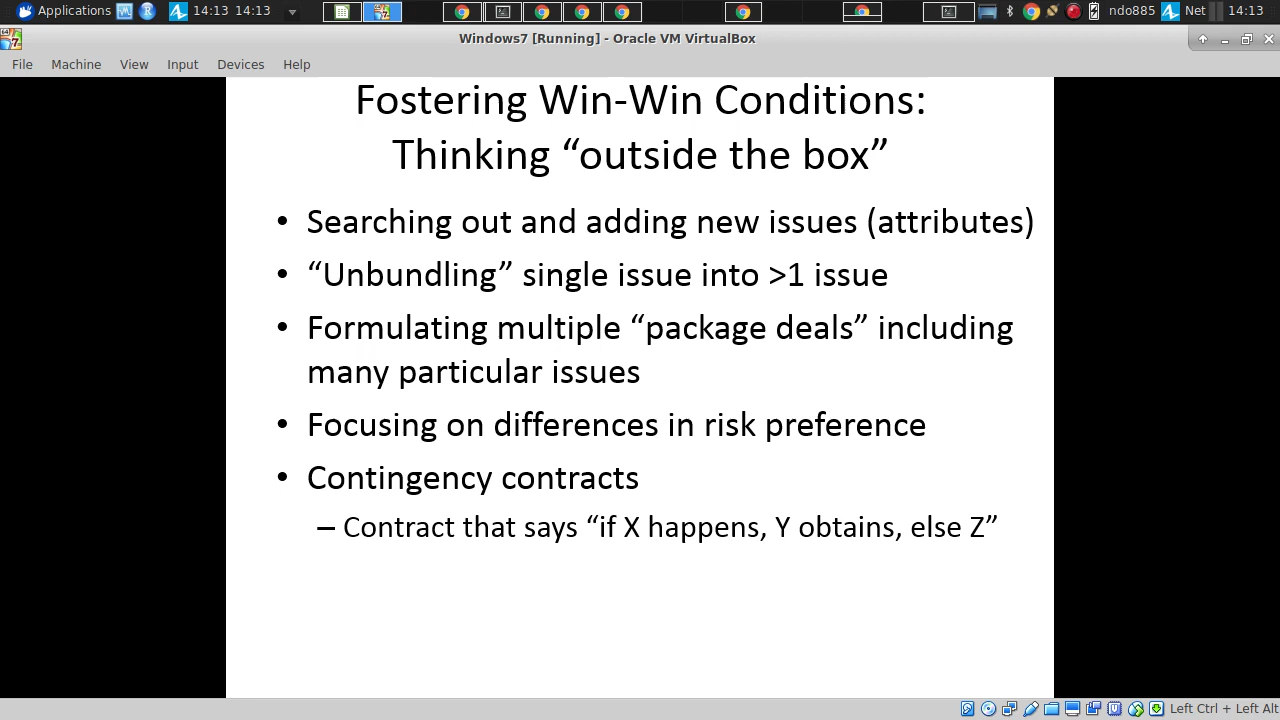 Applications 14:13 14:13 ndo885 Net 14:13
Windows7 [Running] - Oracle VM VirtualBox
File Machine View Input Devices Help
Fostering Win-Win Conditions:
Thinking “outside the box”
• Searching out and adding new issues (attributes)
• “Unbundling” single issue into >1 issue
• Formulating multiple “package deals” including
many particular issues
• Focusing on differences in risk preference
• Contingency contracts
– Contract that says “if X happens, Y obtains, else Z”
Left Ctrl + Left Alt